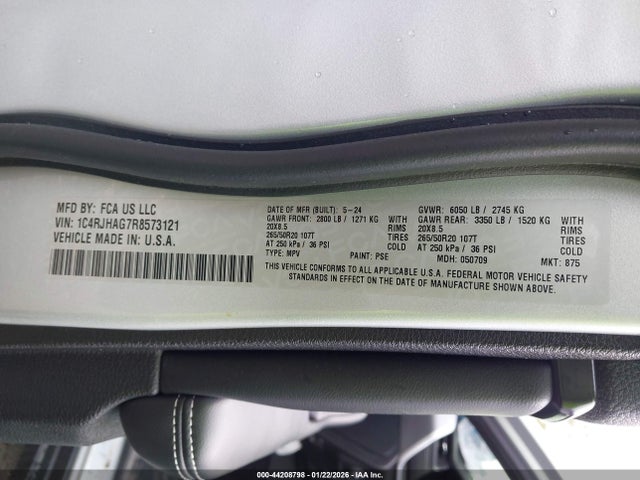 MFD BY: FCA US LLC
VIN: 1C4RJHAG7R8573121
VEHICLE MADE IN U.S.A.
DATE OF MFR (BUILT): 5-24 GVWR: 6050 LB / 2745 KG
GAWR FRONT: 2800 LB / 1271 KG WITH GAWR REAR: 3350 LB / 1520 KG WITH
20X8.5 RIMS 20X8.5 RIMS
265/50R20 107T TIRES 265/50R20 107T TIRES
AT 250 kPa / 36 PSI COLD AT 250 kPa / 36 PSI COLD
TYPE: MPV PAINT: PSE MDH: 050709 MKT: 875
THIS VEHICLE CONFORMS TO ALL APPLICABLE U.S.A. FEDERAL MOTOR VEHICLE SAFETY
STANDARDS IN EFFECT ON THE DATE OF MANUFACTURE SHOWN ABOVE.
000-44208798 - 01/22/2026 - IAA Inc.